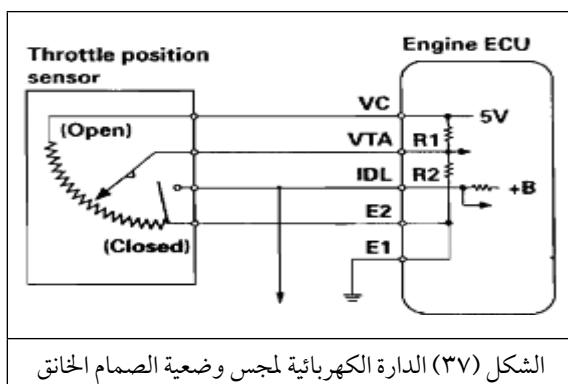 Engine ECU
Throttle position
sensor
VC
5V
(Open)
VTA
R1
IDL
R2
+B
E2
(Closed)
E1
الشكل (٣٧) الدارة الكهربائية لمجس وضعية الصمام الخانق